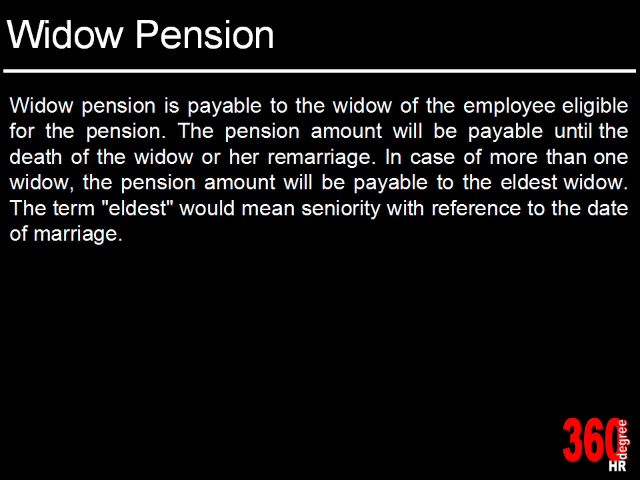 Widow Pension
Widow pension is payable to the widow of the employee eligible
for the pension. The pension amount will be payable until the
death of the widow or her remarriage. In case of more than one
widow, the pension amount will be payable to the eldest widow.
The term "eldest" would mean seniority with reference to the date
of marriage.
360 degree
HR